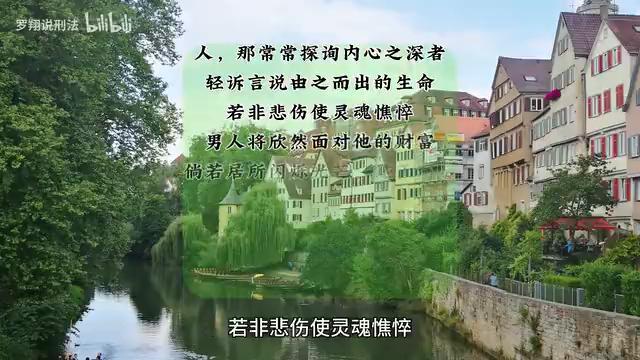 罗翔说刑法 bilibili
人，那常常探询内心之深者
轻诉言说由之而出的生命
若非悲伤使灵魂憔悴
男人将欣然面对他的财富
倘若居所闪烁光
若非悲伤使灵魂憔悴